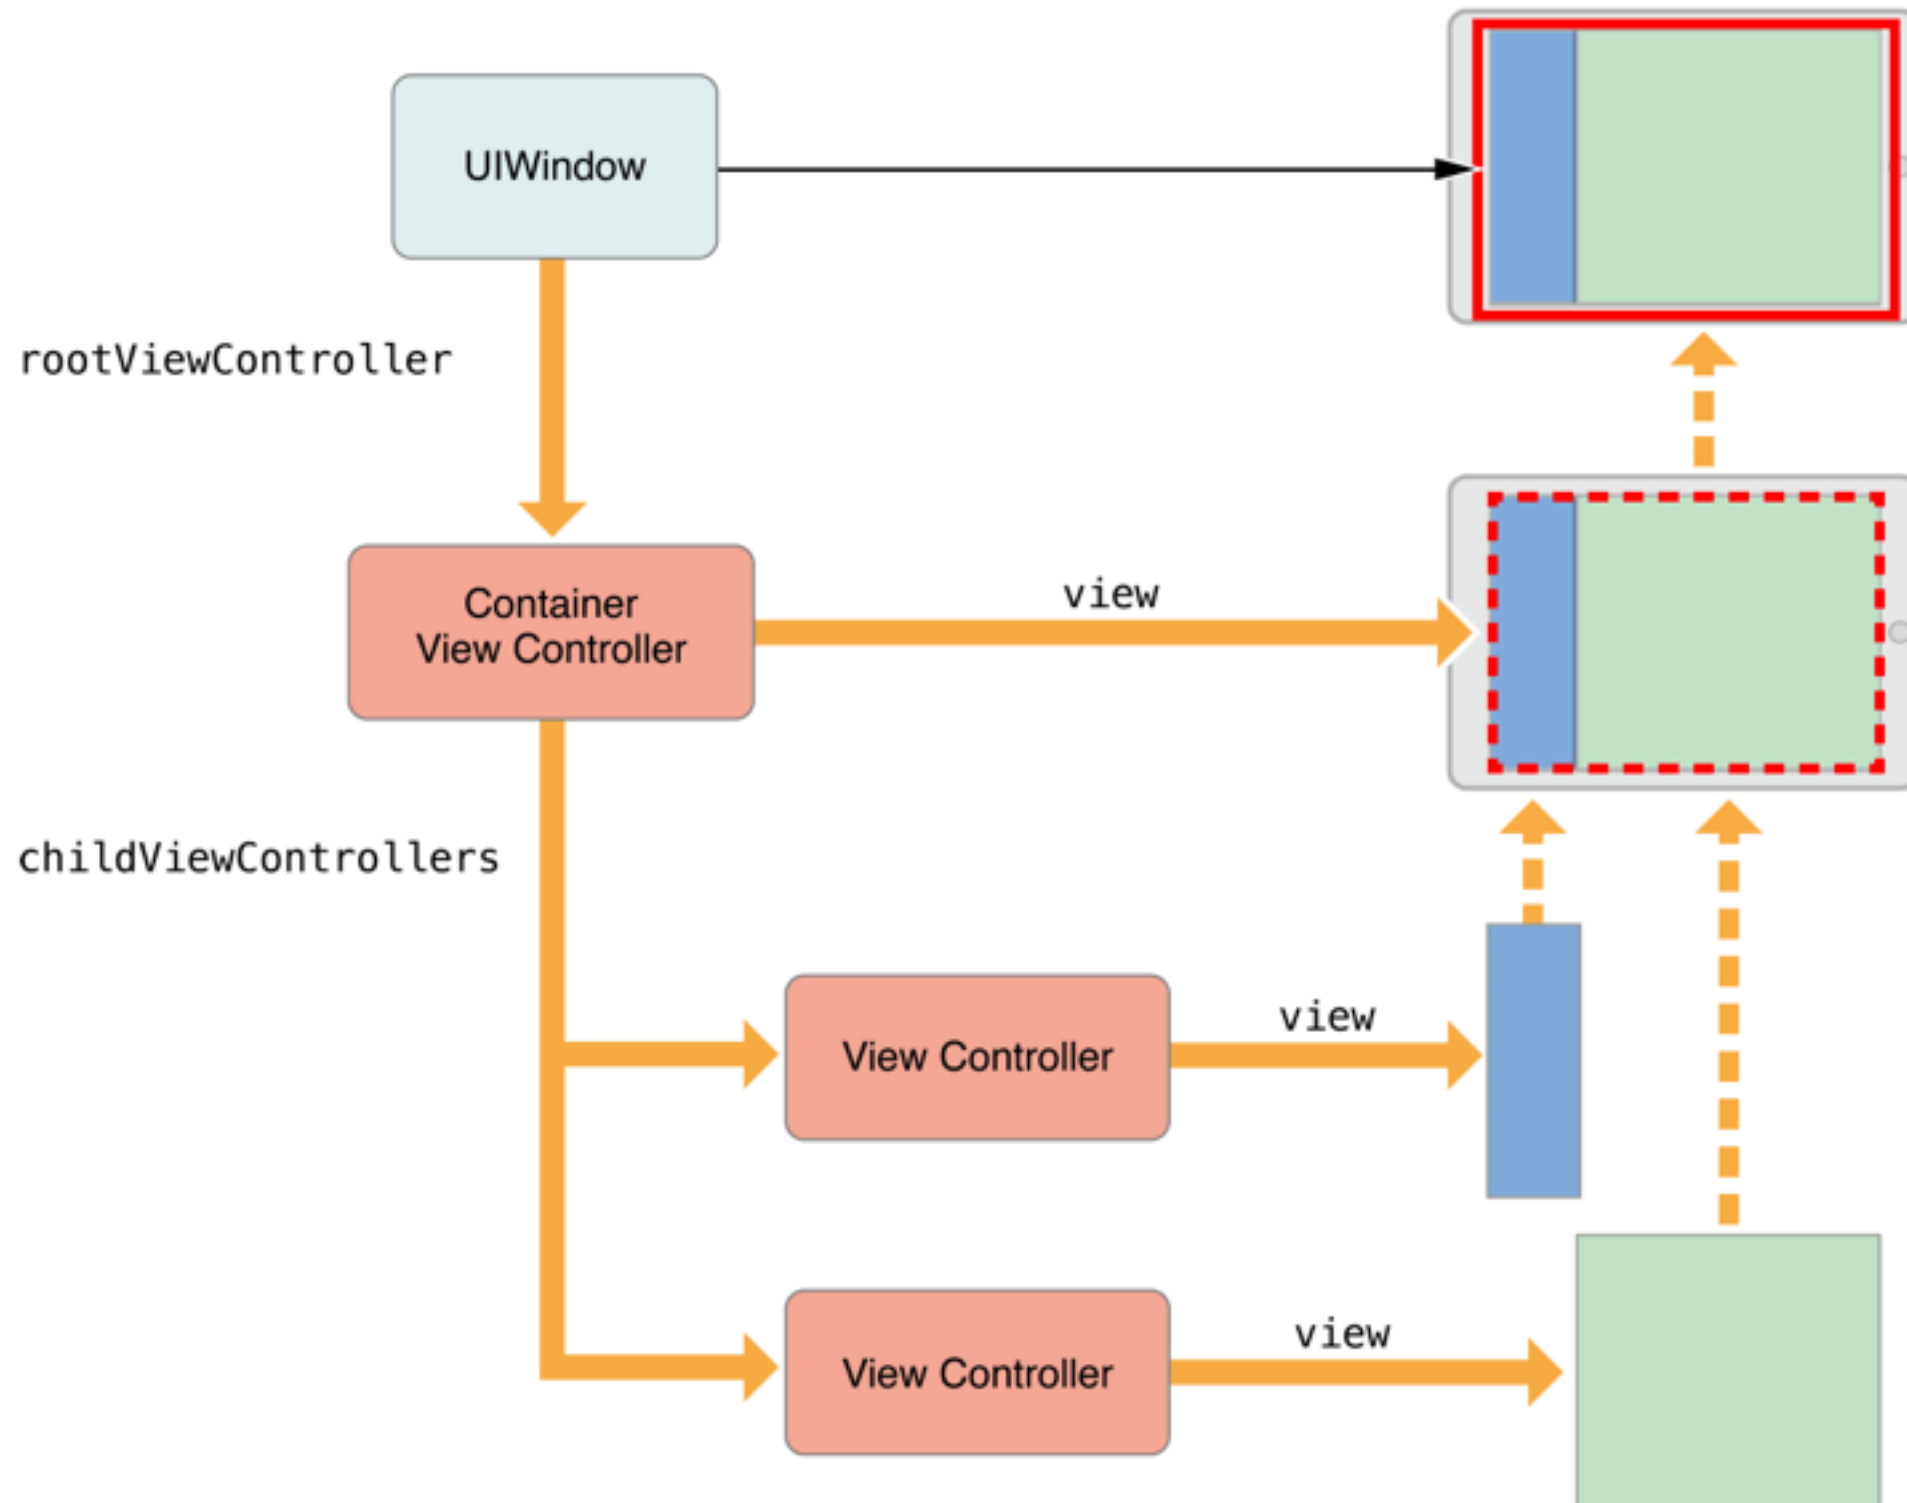 UIWindow
rootViewController
Container
View Controller
view
childViewControllers
view
View Controller
view
View Controller